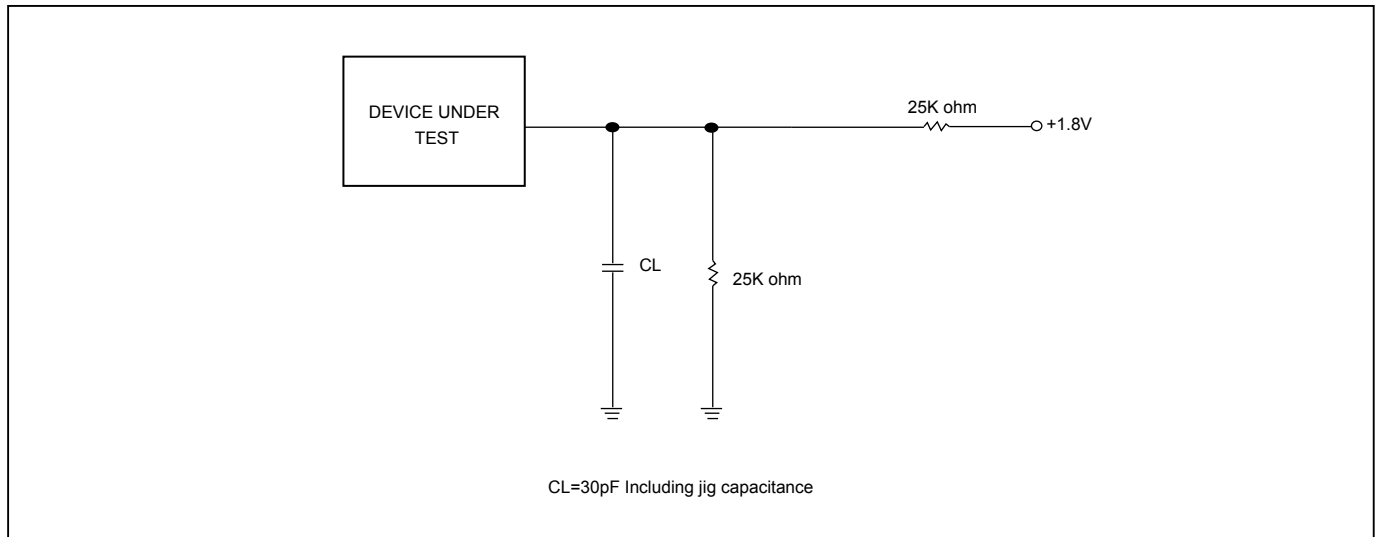 DEVICE UNDER
TEST
25K ohm
+1.8V
CL
25K ohm
CL=30pF Including jig capacitance